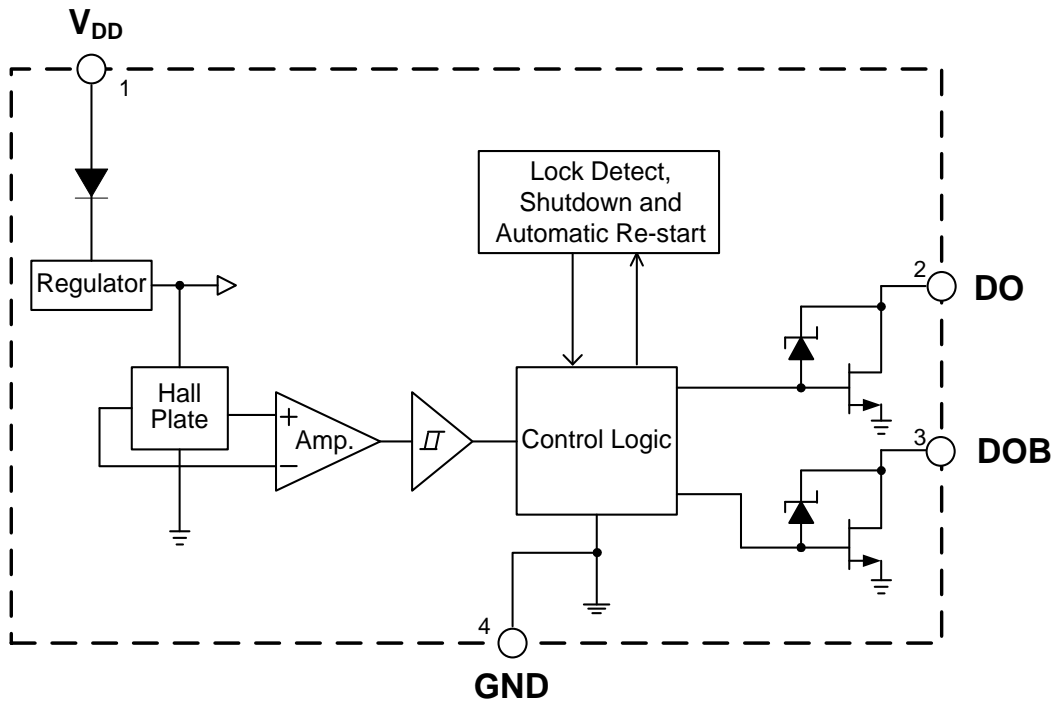 VDD
1
Lock Detect,
Shutdown and
Automatic Re-start
Regulator
2
DO
Hall
Plate
+
Amp.
−
Control Logic
3
DOB
4
GND